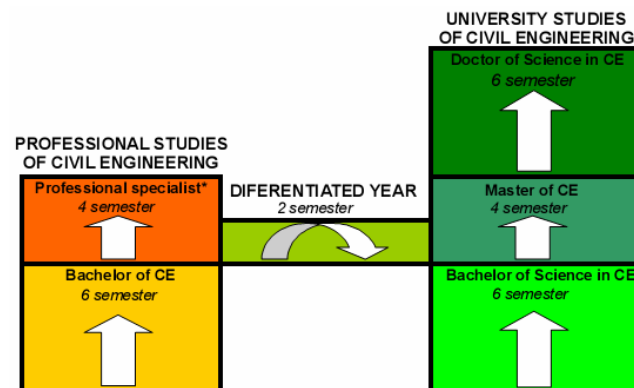 UNIVERSITY STUDIES
OF CIVIL ENGINEERING
Doctor of Science in CE
6 semester
PROFESSIONAL STUDIES
OF CIVIL ENGINEERING
Professional specialist*
4 semester
DIFERENTIATED YEAR
2 semester
Master of CE
4 semester
Bachelor of CE
6 semester
Bachelor of Science in CE
6 semester